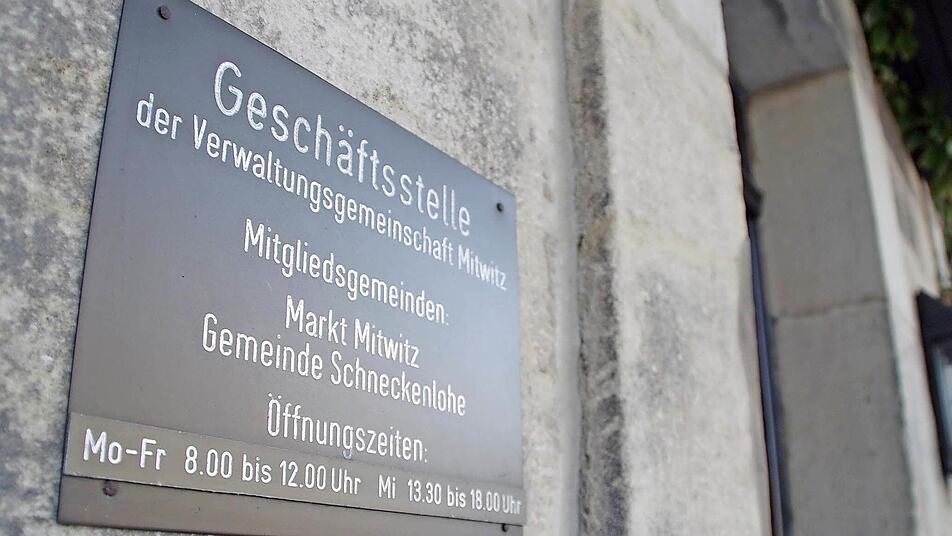 Geschäftsstelle
der Verwaltungsgemeinschaft Mitwitz
Mitgliedsgemeinden:
Markt Mitwitz
Gemeinde Schneckenlohe
Öffnungszeiten:
Mo-Fr 8.00 bis 12.00 Uhr Mi 13.30 bis 18.00 Uhr